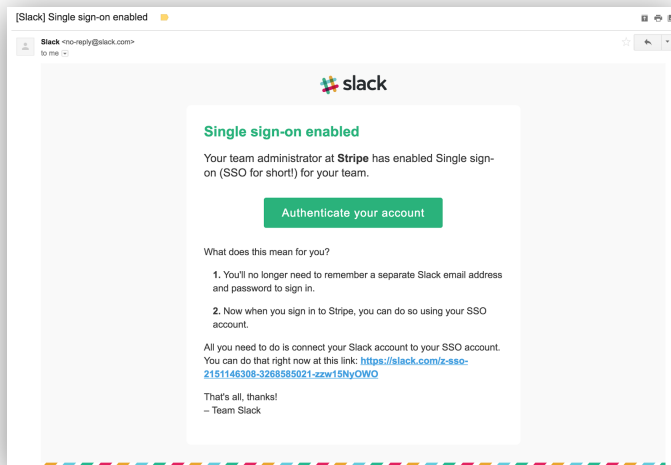 [Slack] Single sign-on enabled
Slack <no-reply@slack.com>
to me
slack
Single sign-on enabled
Your team administrator at Stripe has enabled Single sign-
on (SSO for short!) for your team.
Authenticate your account
What does this mean for you?
1. You'll no longer need to remember a separate Slack email address
and password to sign in.
2. Now when you sign in to Stripe, you can do so using your SSO
account.
All you need to do is connect your Slack account to your SSO account.
You can do that right now at this link: https://slack.com/z-sso-
2151146308-3268585021-zzw15NyOWO
That's all, thanks!
– Team Slack